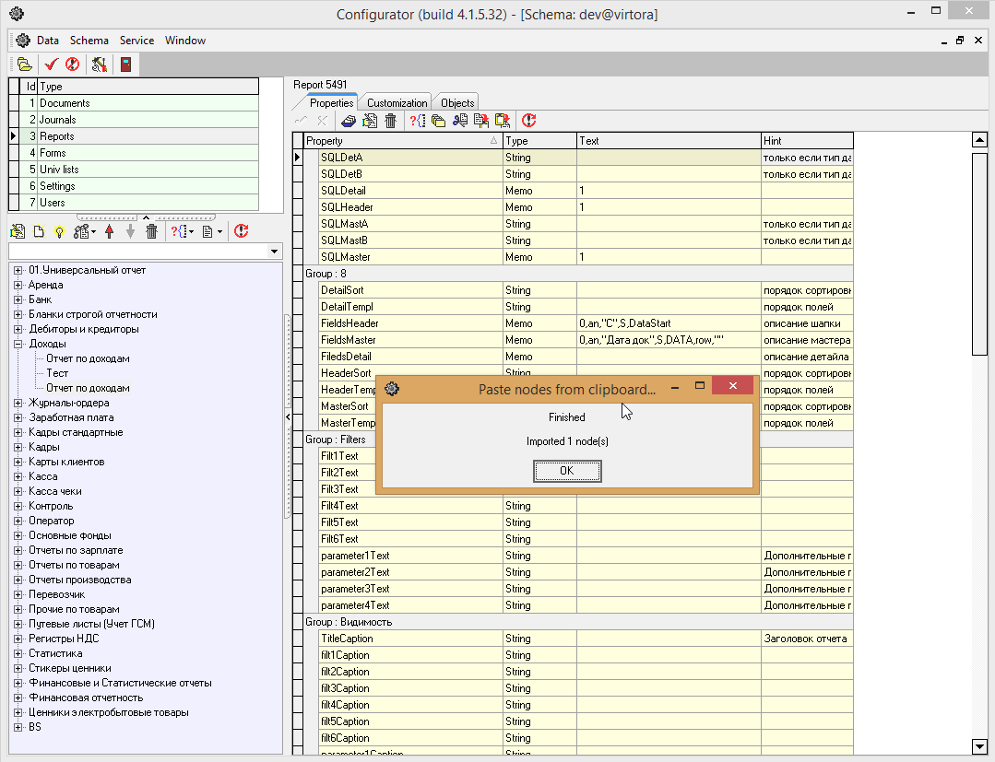 Configurator (build 4.1.5.32) - [Schema: dev@virtora]
Data Schema Service Window
Id Type
1 Documents
2 Journals
3 Reports
4 Forms
5 Univ lists
6 Settings
7 Users
01.Универсальный отчет
Аренда
Банк
Бланки строгой отчетности
Дебиторы и кредиторы
Доходы
Отчет по доходам
Тест
Отчет по доходам
Журналы-ордера
Заработная плата
Кадры стандартные
Кадры
Карты клиентов
Касса
Касса чеки
Контроль
Оператор
Основные фонды
Отчеты по зарплате
Отчеты по товарам
Отчеты производства
Перевозчик
Прочие по товарам
Путевые листы (Учет ГСМ)
Регистры НДС
Статистика
Стикеры ценники
Финансовые и Статистические отчеты
Финансовая отчетность
Ценники электробытовые товары
BS
Report 5491
Properties Customization Objects
Property Type Text Hint
SQLDetA String только если тип да
SQLDetB String только если тип да
SQLDetail Memo 1
SQLHeader Memo 1
SQLMastA String только если тип да
SQLMastB String только если тип да
SQLMaster Memo 1
Group : 8
DetailSort String порядок сортировк
DetailTempl String порядок полей
FieldsHeader Memo 0,an,"C",S,DataStart описание шапки
FieldsMaster Memo 0,an,"Дата док",S,DATA,row,"" описание мастера
FiledsDetail Memo описание детайла
HeaderSort String порядок сортировк
HeaderTemp порядок полей
MasterSort порядок сортировк
MasterTemp порядок полей
Group : Filters
Filt1Text
Filt2Text
Filt3Text
Filt4Text String
Filt5Text String
Filt6Text String
parameter1Text String Дополнительные п
parameter2Text String Дополнительные п
parameter3Text String Дополнительные п
parameter4Text String Дополнительные п
Group : Видимость
TitleCaption String Заголовок отчета
filt1Caption String
filt2Caption String
filt3Caption String
filt4Caption String
filt5Caption String
filt6Caption String
parameter1Caption String
Paste nodes from clipboard...
Finished
Imported 1 node(s)
OK